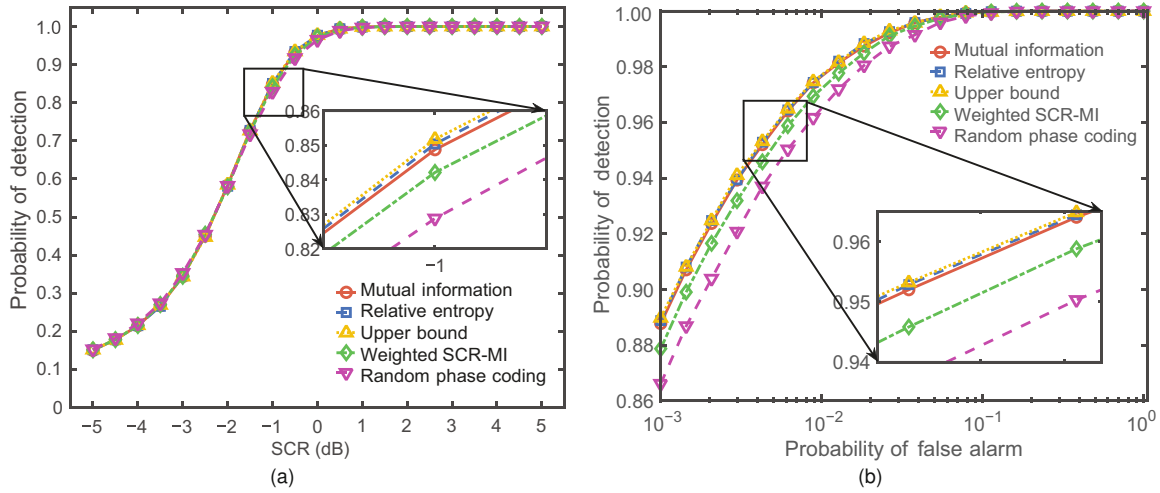 1.0
0.9
0.8
0.7
0.6
0.5
0.4
0.3
0.2
0.1
0
Probability of detection
0.86
0.85
0.84
0.83
0.82
−1
Mutual information
Relative entropy
Upper bound
Weighted SCR-MI
Random phase coding
−5 −4 −3 −2 −1 0 1 2 3 4 5
SCR (dB)
(a)
1.00
0.98
0.96
0.94
0.92
0.90
0.88
0.86
Probability of detection
Mutual information
Relative entropy
Upper bound
Weighted SCR-MI
Random phase coding
0.96
0.95
0.94
10⁻³ 10⁻² 10⁻¹ 10⁰
Probability of false alarm
(b)